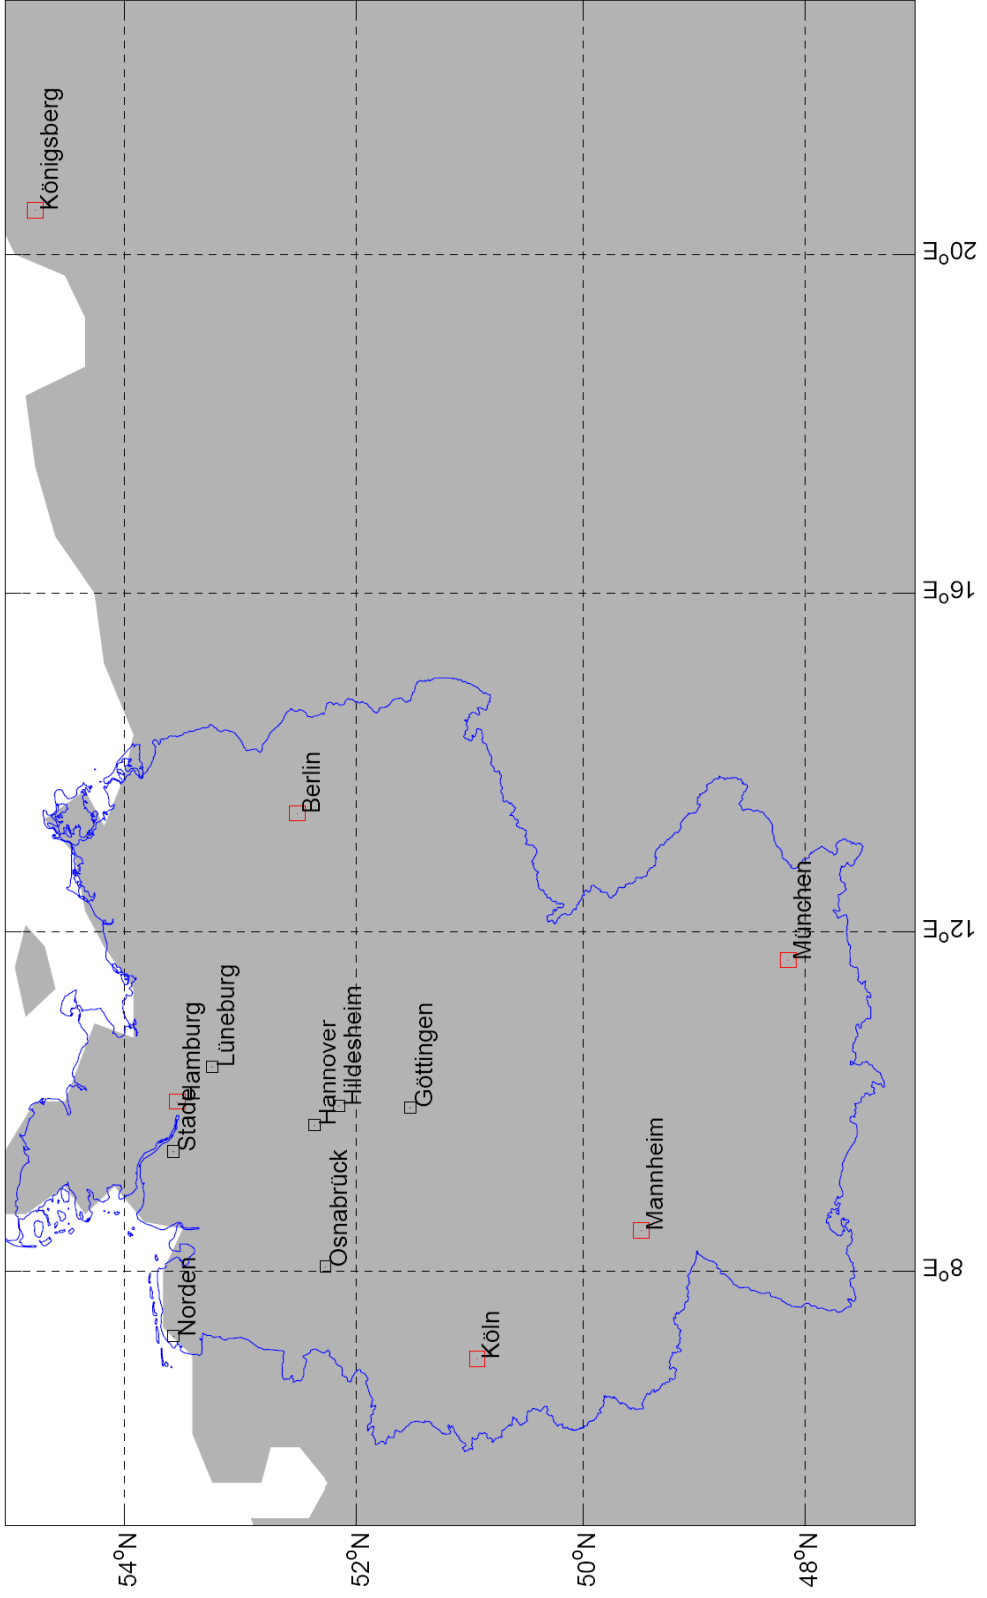 Königsberg
Stade
Hamburg
Lüneburg
Norden
Hannover
Hildesheim
Osnabrück
Göttingen
Berlin
Köln
Mannheim
München
54°N
52°N
50°N
48°N
8°E
12°E
16°E
20°E